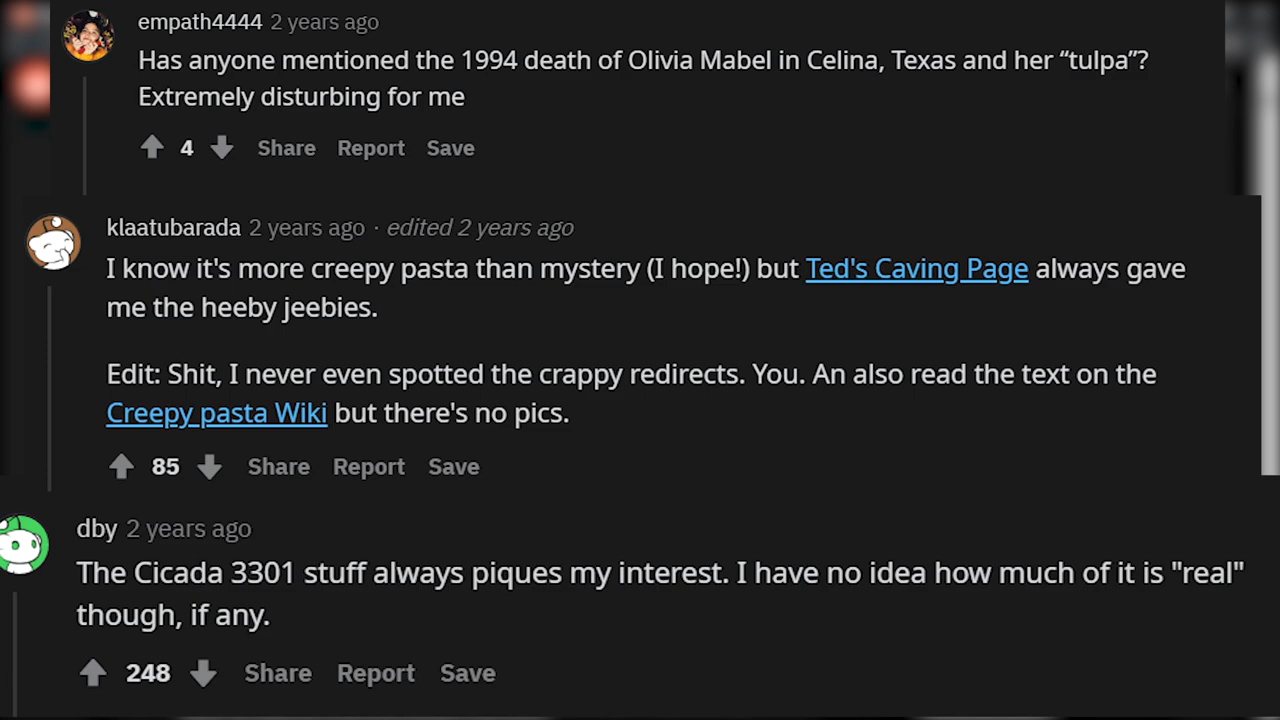 empath4444 2 years ago
Has anyone mentioned the 1994 death of Olivia Mabel in Celina, Texas and her “tulpa”?
Extremely disturbing for me
4 Share Report Save
klaatubarada 2 years ago · edited 2 years ago
I know it's more creepy pasta than mystery (I hope!) but Ted's Caving Page always gave
me the heeby jeebies.
Edit: Shit, I never even spotted the crappy redirects. You. An also read the text on the
Creepy pasta Wiki but there's no pics.
85 Share Report Save
dby 2 years ago
The Cicada 3301 stuff always piques my interest. I have no idea how much of it is "real"
though, if any.
248 Share Report Save